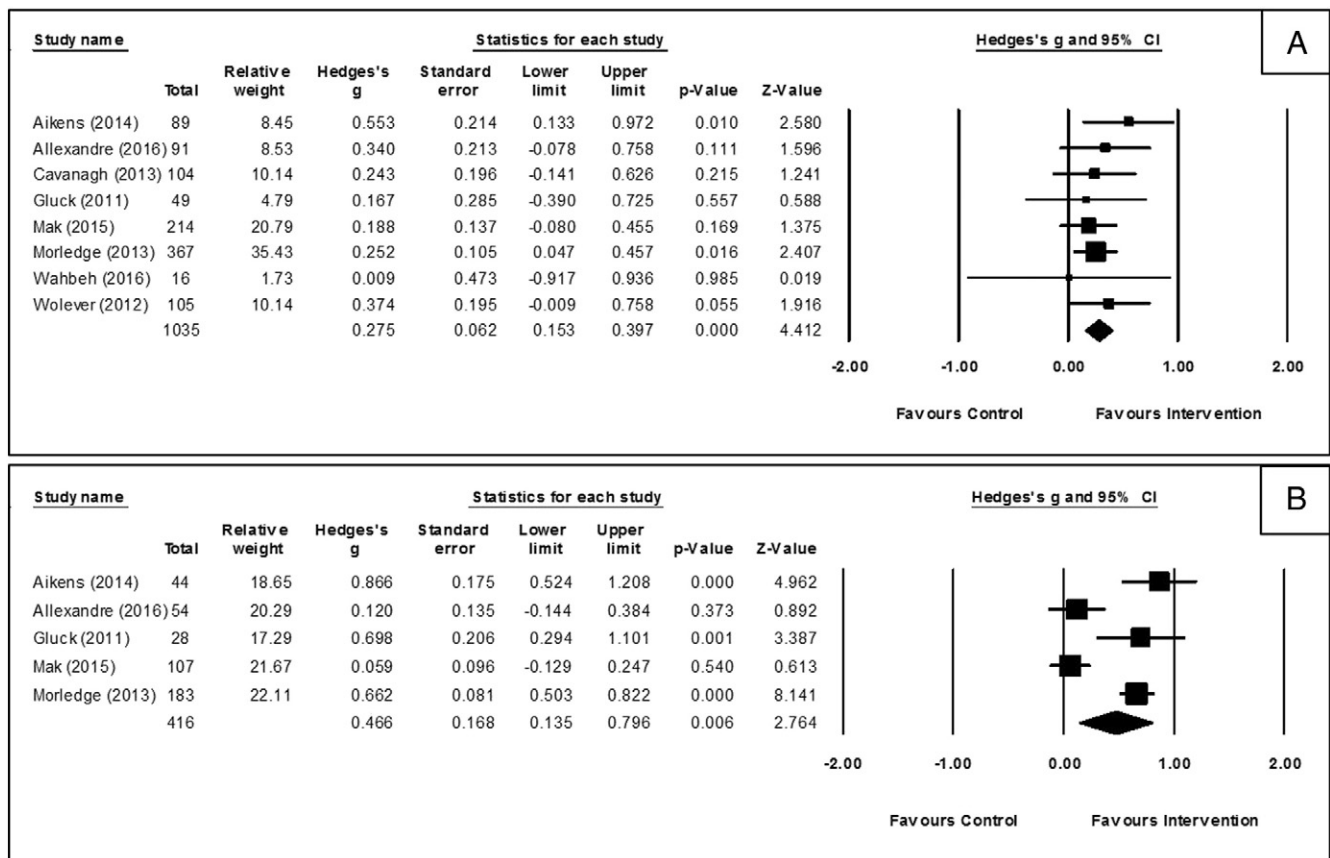 A
Study name Statistics for each study Hedges's g and 95% CI
Total Relative weight Hedges's g Standard error Lower limit Upper limit p-Value Z-Value
Aikens (2014) 89 8.45 0.553 0.214 0.133 0.972 0.010 2.580
Allexandre (2016) 91 8.53 0.340 0.213 -0.078 0.758 0.111 1.596
Cavanagh (2013) 104 10.14 0.243 0.196 -0.141 0.626 0.215 1.241
Gluck (2011) 49 4.79 0.167 0.285 -0.390 0.725 0.557 0.588
Mak (2015) 214 20.79 0.188 0.137 -0.080 0.455 0.169 1.375
Morledge (2013) 367 35.43 0.252 0.105 0.047 0.457 0.016 2.407
Wahbeh (2016) 16 1.73 0.009 0.473 -0.917 0.936 0.985 0.019
Wolever (2012) 105 10.14 0.374 0.195 -0.009 0.758 0.055 1.916
1035 0.275 0.062 0.153 0.397 0.000 4.412
-2.00 -1.00 0.00 1.00 2.00
Favours Control Favours Intervention
B
Study name Statistics for each study Hedges's g and 95% CI
Total Relative weight Hedges's g Standard error Lower limit Upper limit p-Value Z-Value
Aikens (2014) 44 18.65 0.866 0.175 0.524 1.208 0.000 4.962
Allexandre (2016) 54 20.29 0.120 0.135 -0.144 0.384 0.373 0.892
Gluck (2011) 28 17.29 0.698 0.206 0.294 1.101 0.001 3.387
Mak (2015) 107 21.67 0.059 0.096 -0.129 0.247 0.540 0.613
Morledge (2013) 183 22.11 0.662 0.081 0.503 0.822 0.000 8.141
416 0.466 0.168 0.135 0.796 0.006 2.764
-2.00 -1.00 0.00 1.00 2.00
Favours Control Favours Intervention